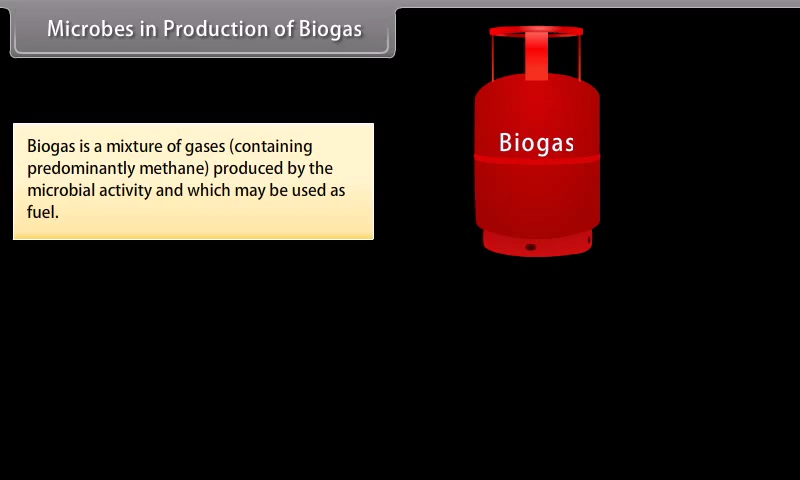 Microbes in Production of Biogas
Biogas is a mixture of gases (containing
predominantly methane) produced by the
microbial activity and which may be used as
fuel.
Biogas